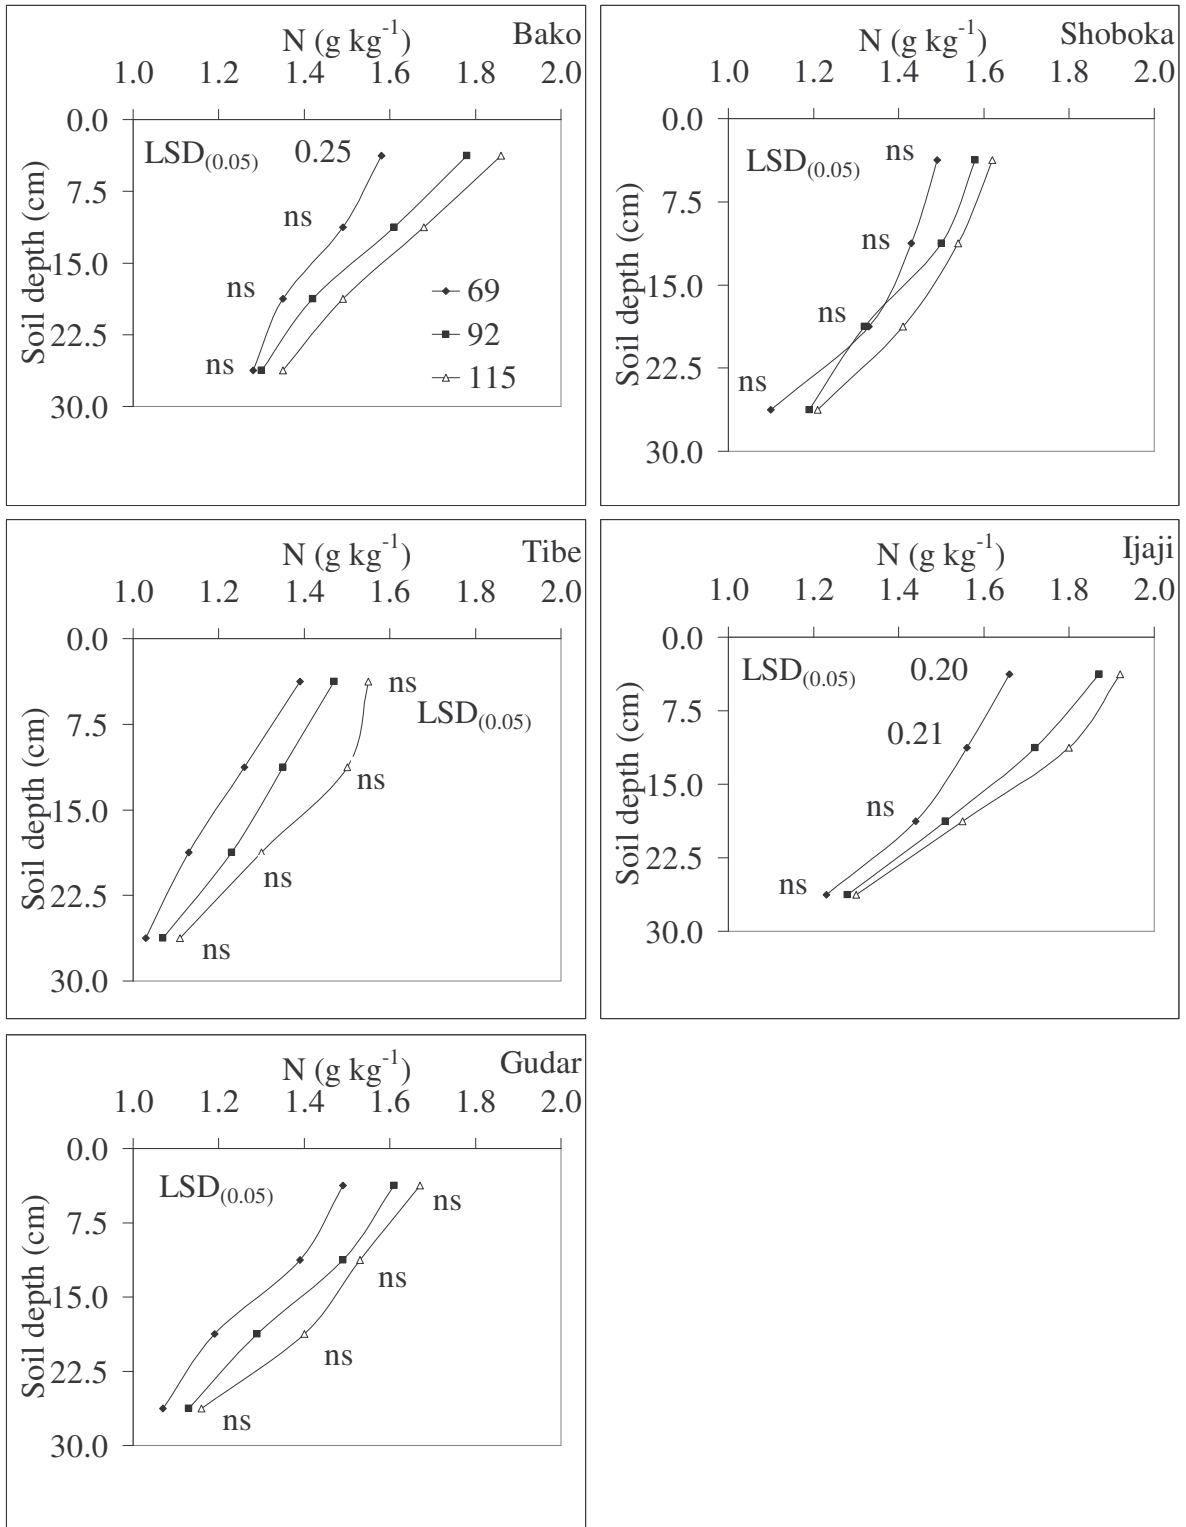 N (g kg-1) Bako
1.0 1.2 1.4 1.6 1.8 2.0
0.0
7.5
15.0
22.5
30.0
Soil depth (cm)
LSD(0.05) 0.25
ns
ns
ns
69
92
115
N (g kg-1) Shoboka
1.0 1.2 1.4 1.6 1.8 2.0
0.0
7.5
15.0
22.5
30.0
Soil depth (cm)
LSD(0.05) ns
ns
ns
ns
N (g kg-1) Tibe
1.0 1.2 1.4 1.6 1.8 2.0
0.0
7.5
15.0
22.5
30.0
Soil depth (cm)
ns
LSD(0.05)
ns
ns
ns
N (g kg-1) Ijaji
1.0 1.2 1.4 1.6 1.8 2.0
0.0
7.5
15.0
22.5
30.0
Soil depth (cm)
LSD(0.05) 0.20
0.21
ns
ns
N (g kg-1) Gudar
1.0 1.2 1.4 1.6 1.8 2.0
0.0
7.5
15.0
22.5
30.0
Soil depth (cm)
LSD(0.05)
ns
ns
ns
ns